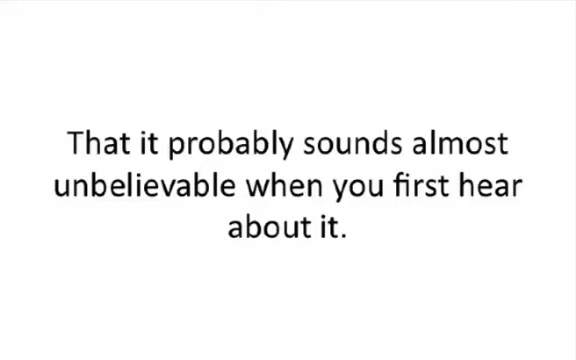 That it probably sounds almost
unbelievable when you first hear
about it.